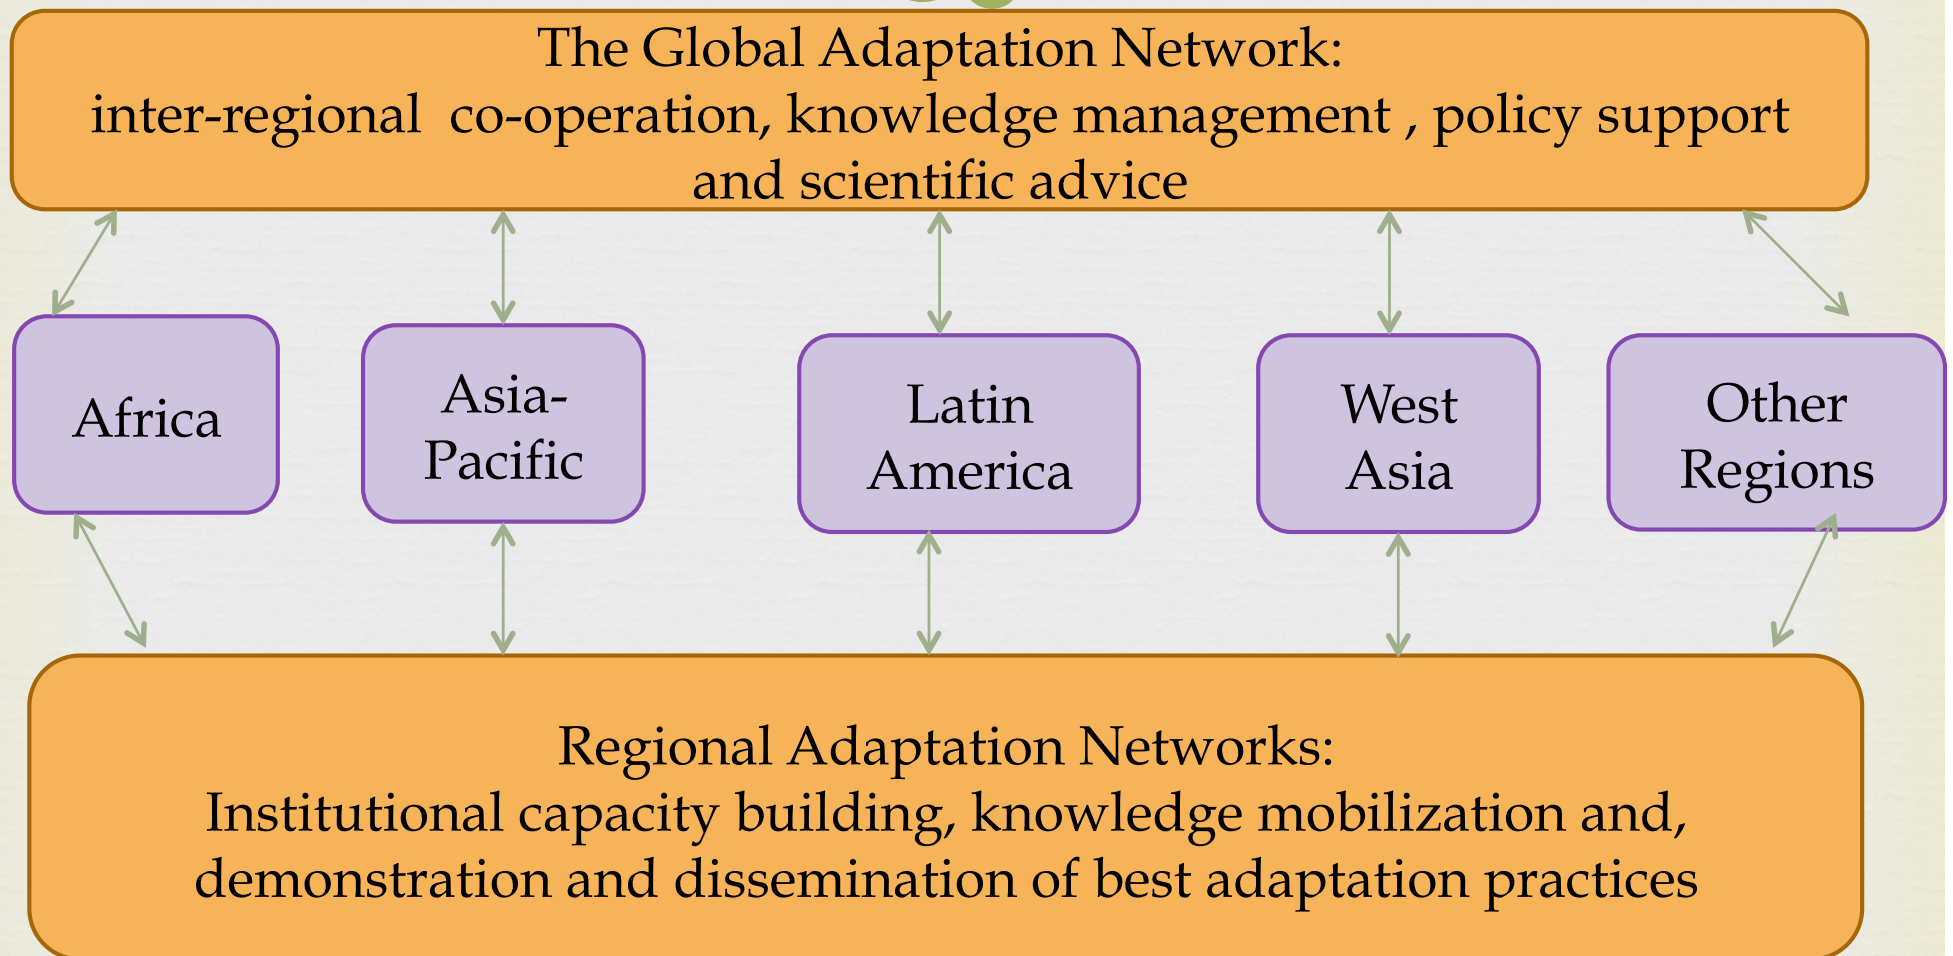 The Global Adaptation Network:
inter-regional  co-operation, knowledge management , policy support
and scientific advice
Africa
Asia-
Pacific
Latin
America
West
Asia
Other
Regions
Regional Adaptation Networks:
Institutional capacity building, knowledge mobilization and,
demonstration and dissemination of best adaptation practices